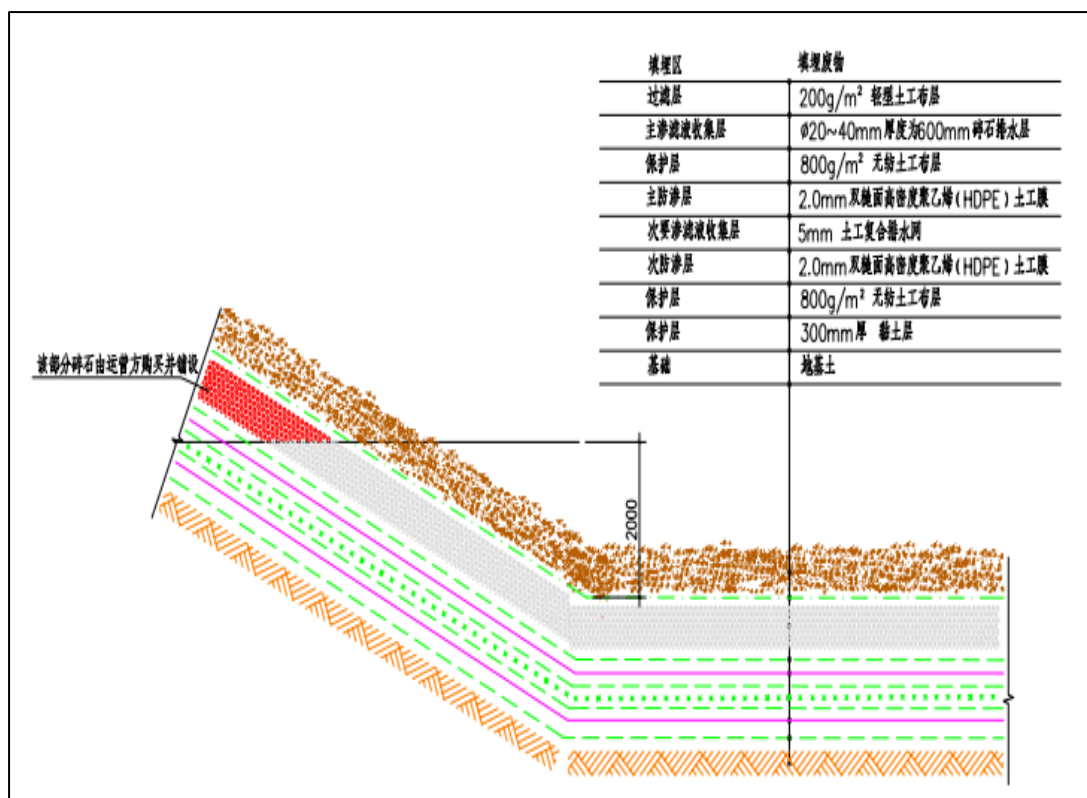 填埋区 填埋废物
过滤层 200g/m² 轻型土工布层
主渗滤液收集层 ø20~40mm厚度为600mm碎石排水层
保护层 800g/m² 无纺土工布层
主防渗层 2.0mm双糙面高密度聚乙烯(HDPE)土工膜
次要渗滤液收集层 5mm 土工复合排水网
次防渗层 2.0mm双糙面高密度聚乙烯(HDPE)土工膜
保护层 800g/m² 无纺土工布层
保护层 300mm厚 黏土层
基础 地基土
该部分碎石由运营方购买并铺设
2000